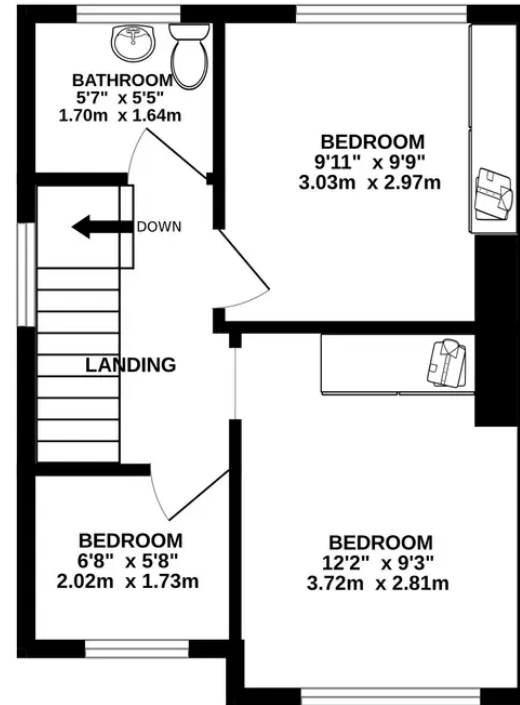 BATHROOM
5'7" x 5'5"
1.70m x 1.64m
BEDROOM
9'11" x 9'9"
3.03m x 2.97m
DOWN
LANDING
BEDROOM
6'8" x 5'8"
2.02m x 1.73m
BEDROOM
12'2" x 9'3"
3.72m x 2.81m